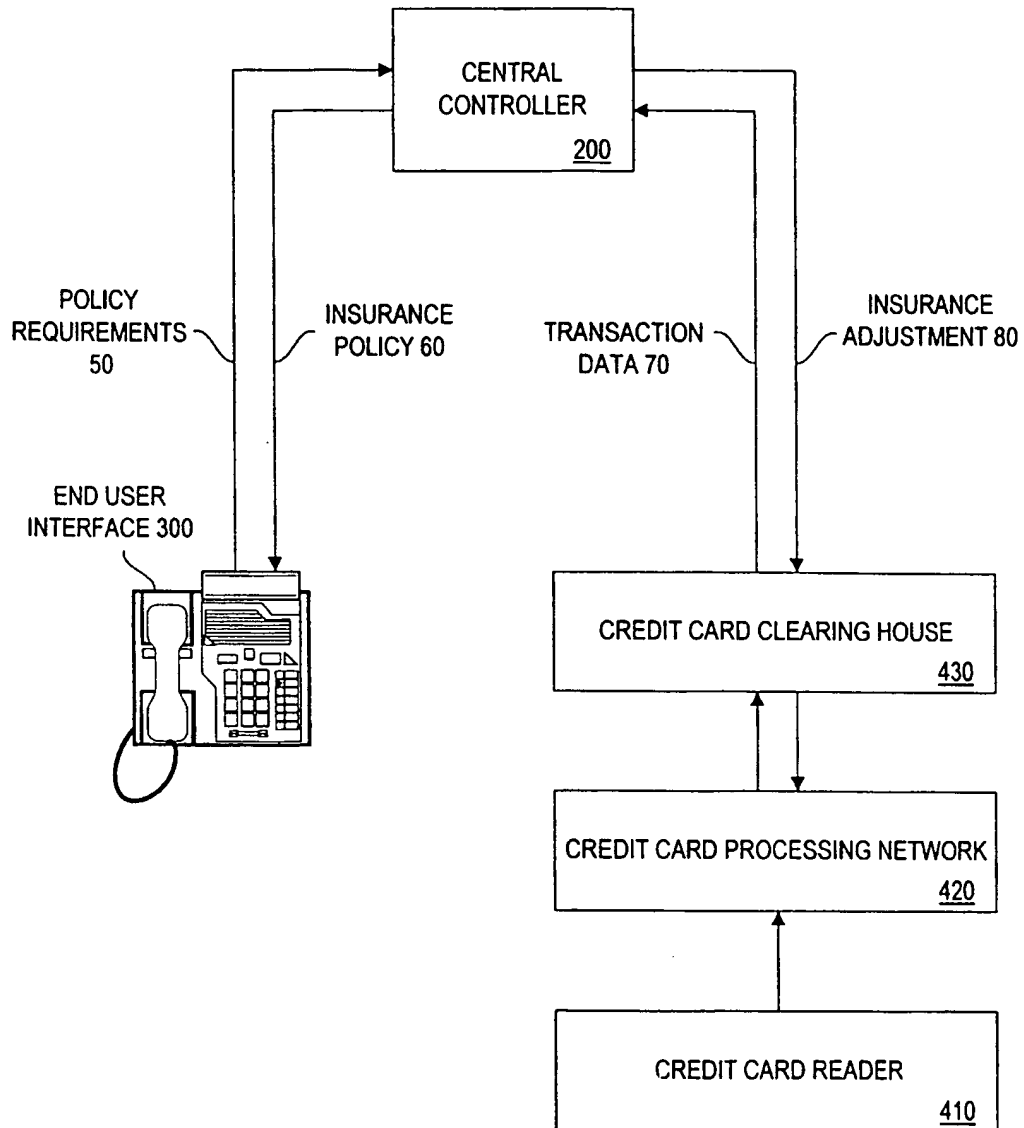 CENTRAL
CONTROLLER
200
POLICY
REQUIREMENTS
50
INSURANCE
POLICY 60
TRANSACTION
DATA 70
INSURANCE
ADJUSTMENT 80
END USER
INTERFACE 300
CREDIT CARD CLEARING HOUSE
430
CREDIT CARD PROCESSING NETWORK
420
CREDIT CARD READER
410